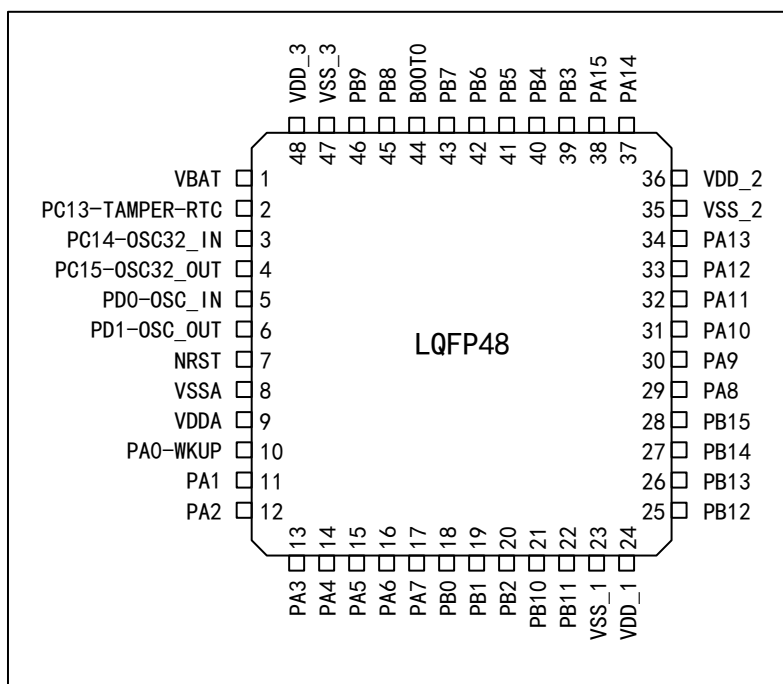 VDD_3
VSS_3
PB9
PB8
BOOT0
PB7
PB6
PB5
PB4
PB3
PA15
PA14
48
47
46
45
44
43
42
41
40
39
38
37
VBAT 1
PC13-TAMPER-RTC 2
PC14-OSC32_IN 3
PC15-OSC32_OUT 4
PD0-OSC_IN 5
PD1-OSC_OUT 6
NRST 7
VSSA 8
VDDA 9
PA0-WKUP 10
PA1 11
PA2 12
LQFP48
36 VDD_2
35 VSS_2
34 PA13
33 PA12
32 PA11
31 PA10
30 PA9
29 PA8
28 PB15
27 PB14
26 PB13
25 PB12
13
14
15
16
17
18
19
20
21
22
23
24
PA3
PA4
PA5
PA6
PA7
PB0
PB1
PB2
PB10
PB11
VSS_1
VDD_1